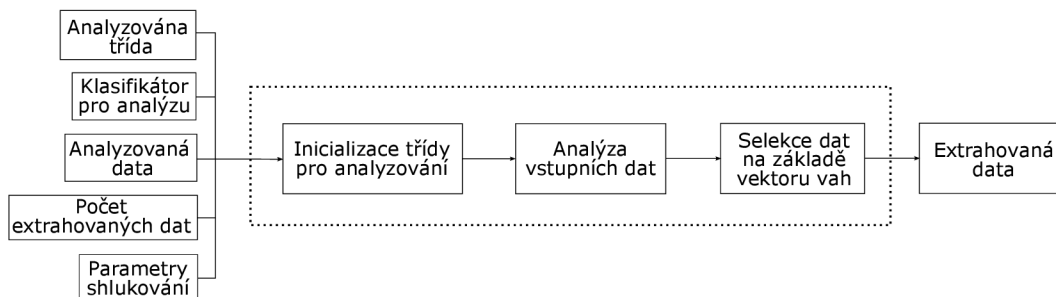 Analyzována
třída
Klasifikátor
pro analýzu
Analyzovaná
data
Počet
extrahovaných dat
Parametry
shlukování
Inicializace třídy
pro analyzování
Analýza
vstupních dat
Selekce dat
na základě
vektoru vah
Extrahovaná
data